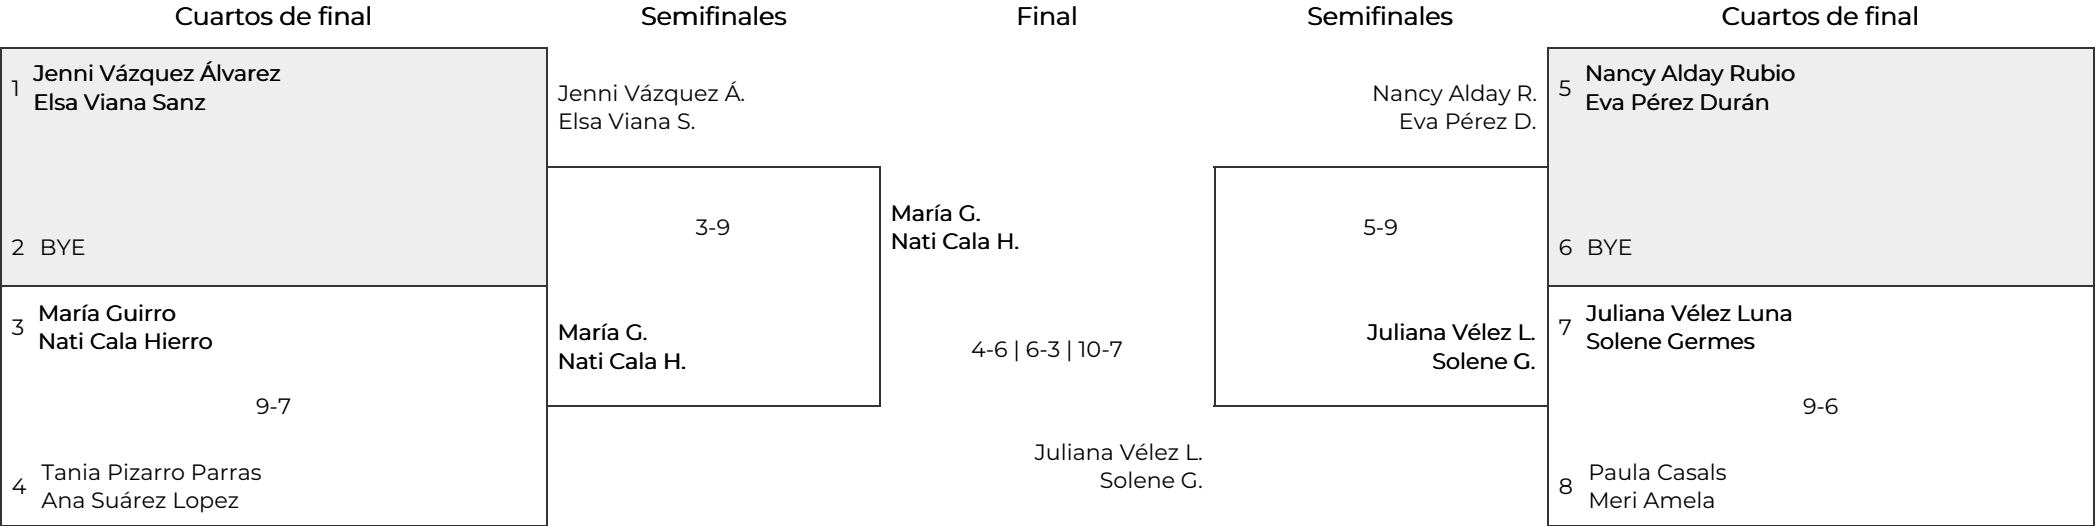 Cuartos de final
Semifinales
Final
Semifinales
Cuartos de final
1
Jenni Vázquez Álvarez
Elsa Viana Sanz
2 BYE
3
María Guirro
Nati Cala Hierro
9-7
4
Tania Pizarro Parras
Ana Suárez Lopez
Jenni Vázquez Á.
Elsa Viana S.
3-9
María G.
Nati Cala H.
María G.
Nati Cala H.
4-6 | 6-3 | 10-7
Juliana Vélez L.
Solene G.
Nancy Alday R.
Eva Pérez D.
5-9
Juliana Vélez L.
Solene G.
5
Nancy Alday Rubio
Eva Pérez Durán
6 BYE
7
Juliana Vélez Luna
Solene Germes
9-6
8
Paula Casals
Meri Amela